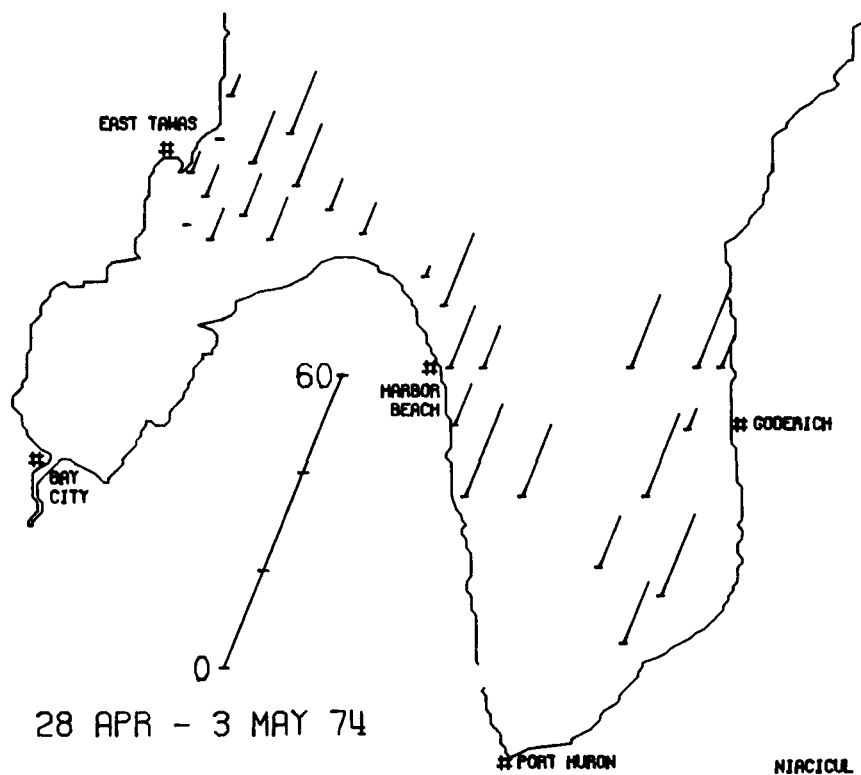 EAST TAWAS
#
60
#
HARBOR
BEACH
# GODERICH
#
BAY
CITY
0
28 APR - 3 MAY 74
# PORT HURON
NIACICUL